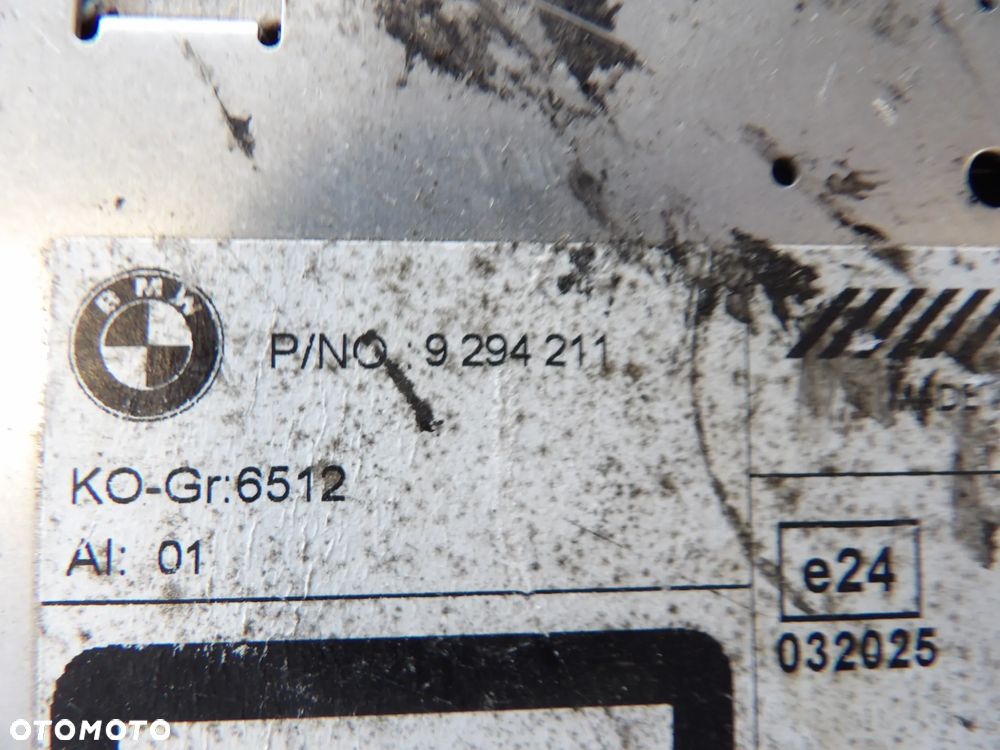 BMW
P/NO.: 9 294 211
KO-Gr:6512
AI: 01
e24
032025
OTOMOTO